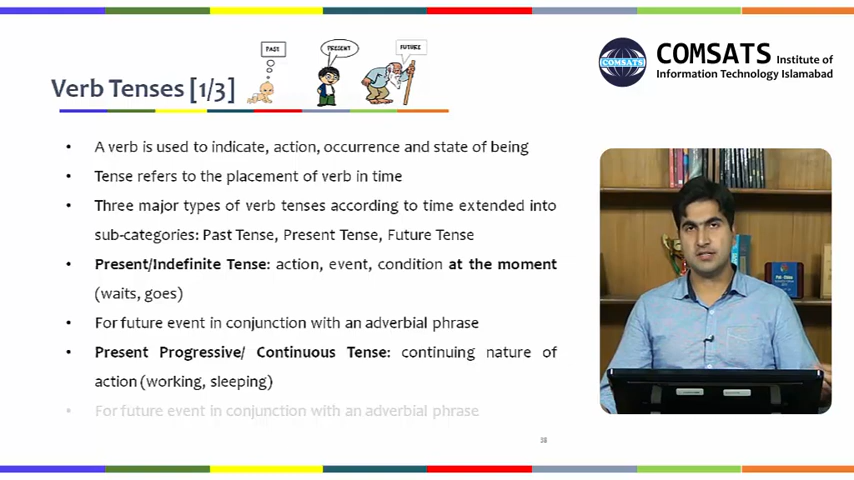 PAST
PRESENT
FUTURE
Verb Tenses [1/3]
COMSATS Institute of
Information Technology Islamabad
COMSATS
• A verb is used to indicate, action, occurrence and state of being
• Tense refers to the placement of verb in time
• Three major types of verb tenses according to time extended into
sub-categories: Past Tense, Present Tense, Future Tense
• Present/Indefinite Tense: action, event, condition at the moment
(waits, goes)
• For future event in conjunction with an adverbial phrase
• Present Progressive/ Continuous Tense: continuing nature of
action (working, sleeping)
• For future event in conjunction with an adverbial phrase